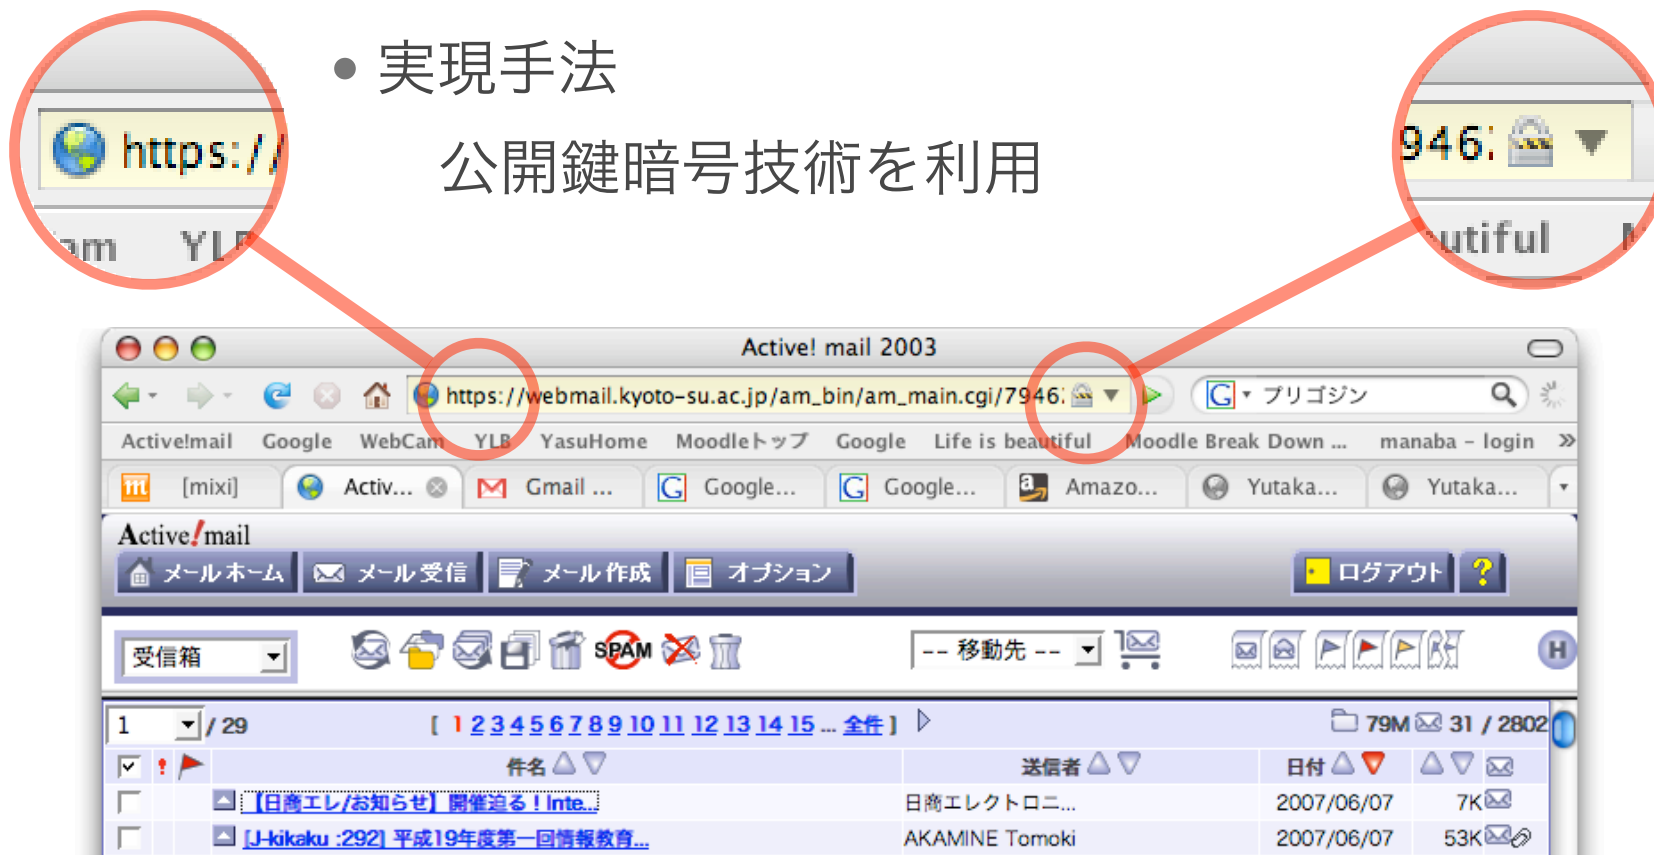 • 実現手法
https://
公開鍵暗号技術を利用
9463
am YLB
utiful
Active! mail 2003
https://webmail.kyoto-su.ac.jp/am_bin/am_main.cgi/79463
プリゴジン
Active!mail Google WebCam YLB YasuHome Moodleトップ Google Life is beautiful Moodle Break Down ... manaba – login »
[mixi] Activ... Gmail ... Google... Google... Amazo... Yutaka... Yutaka...
Active!mail
メールホーム メール受信 メール作成 オプション ログアウト ?
受信箱 SPAM -- 移動先 -- H
1 / 29 [ 1 2 3 4 5 6 7 8 9 10 11 12 13 14 15 ... 全件 ] 79M 31 / 2802
件名 送信者 日付
【日商エレ/お知らせ】開催迫る！Inte... 日商エレクトロニ... 2007/06/07 7K
[J-kikaku :292] 平成19年度第一回情報教育... AKAMINE Tomoki 2007/06/07 53K